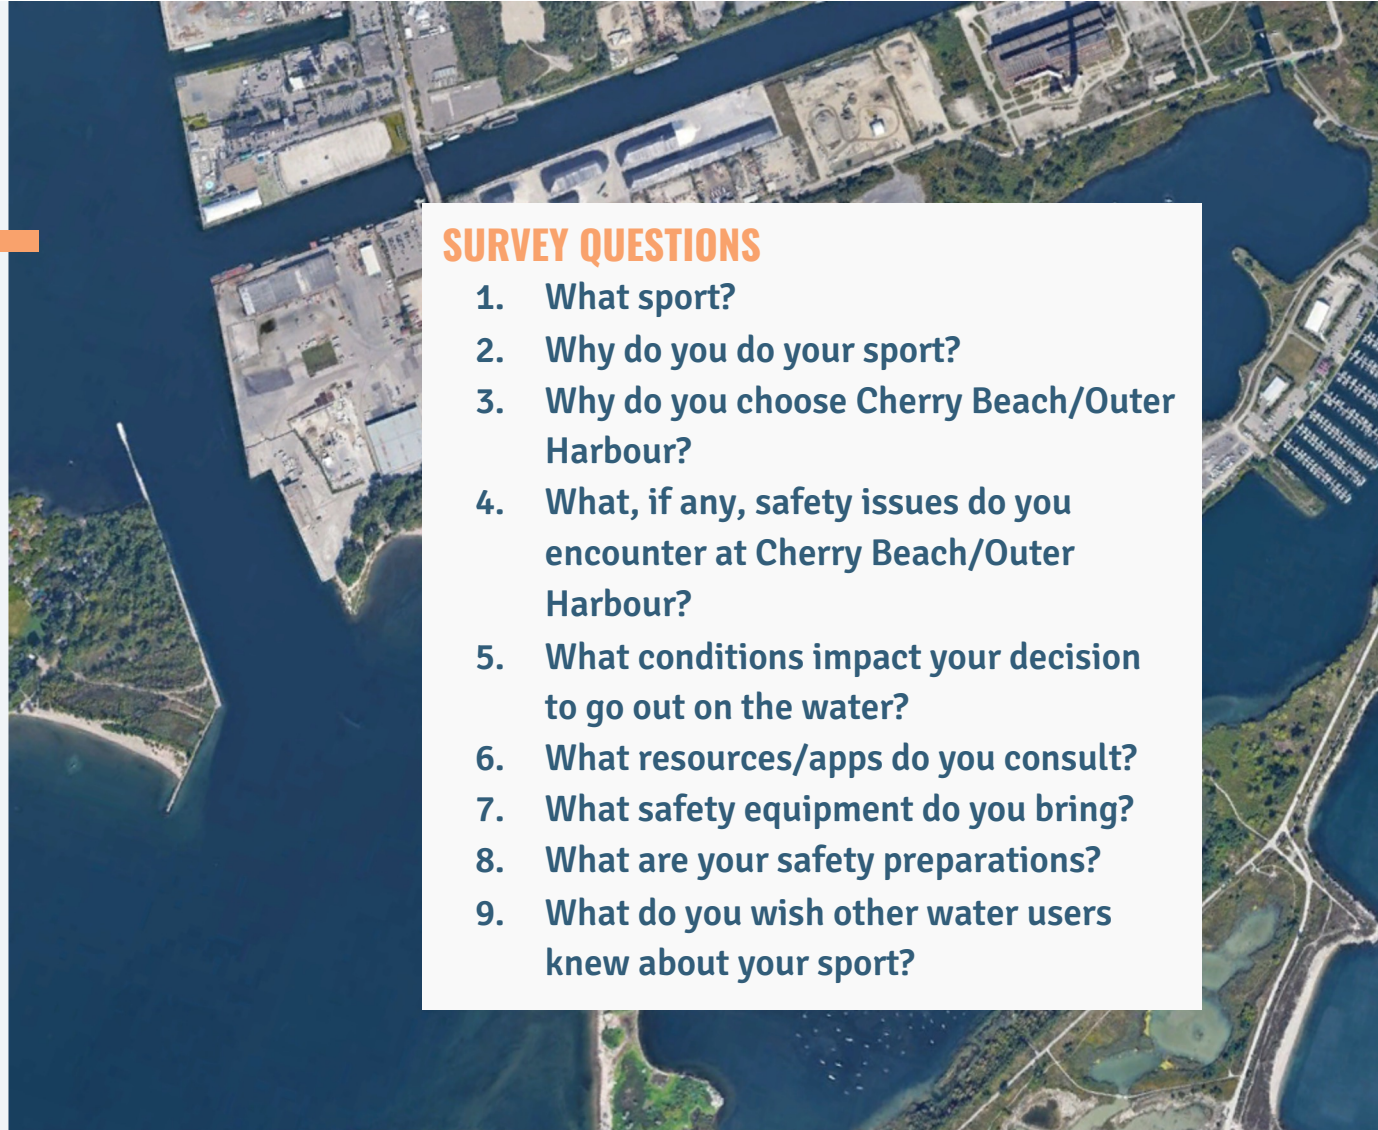 SURVEY QUESTIONS
1. What sport?
2. Why do you do your sport?
3. Why do you choose Cherry Beach/Outer
Harbour?
4. What, if any, safety issues do you
encounter at Cherry Beach/Outer
Harbour?
5. What conditions impact your decision
to go out on the water?
6. What resources/apps do you consult?
7. What safety equipment do you bring?
8. What are your safety preparations?
9. What do you wish other water users
knew about your sport?